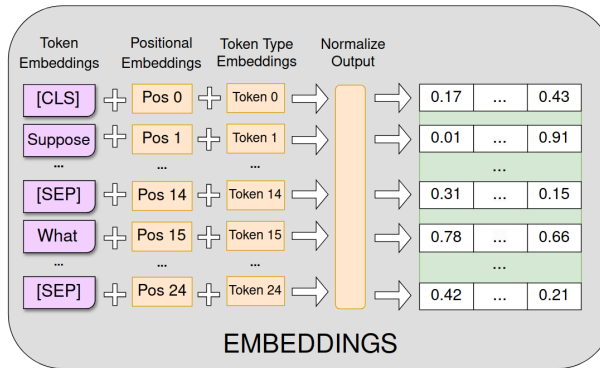 Token Embeddings
Positional Embeddings
Token Type Embeddings
Normalize Output
[CLS] Pos 0 Token 0 0.17 ... 0.43
Suppose Pos 1 Token 1 0.01 ... 0.91
... ... ... ...
[SEP] Pos 14 Token 14 0.31 ... 0.15
What Pos 15 Token 15 0.78 ... 0.66
... ... ... ...
[SEP] Pos 24 Token 24 0.42 ... 0.21
EMBEDDINGS